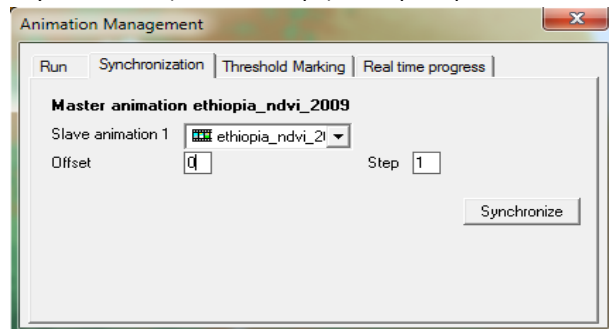 Animation Management
Run Synchronization Threshold Marking Real time progress
Master animation ethiopia_ndvi_2009
Slave animation 1 ethiopia_ndvi_2
Offset 0 Step 1
Synchronize